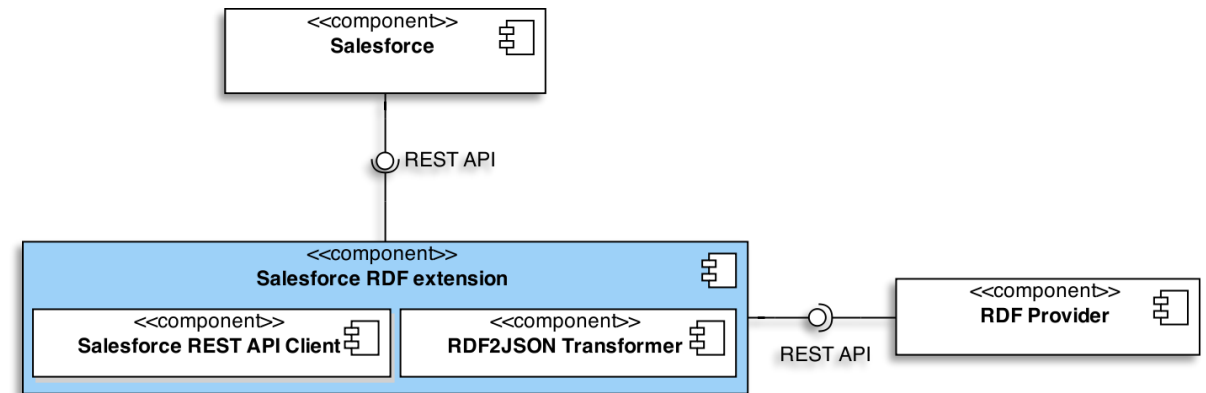 <<component>>
Salesforce
REST API
<<component>>
Salesforce RDF extension
<<component>>
Salesforce REST API Client
<<component>>
RDF2JSON Transformer
REST API
<<component>>
RDF Provider